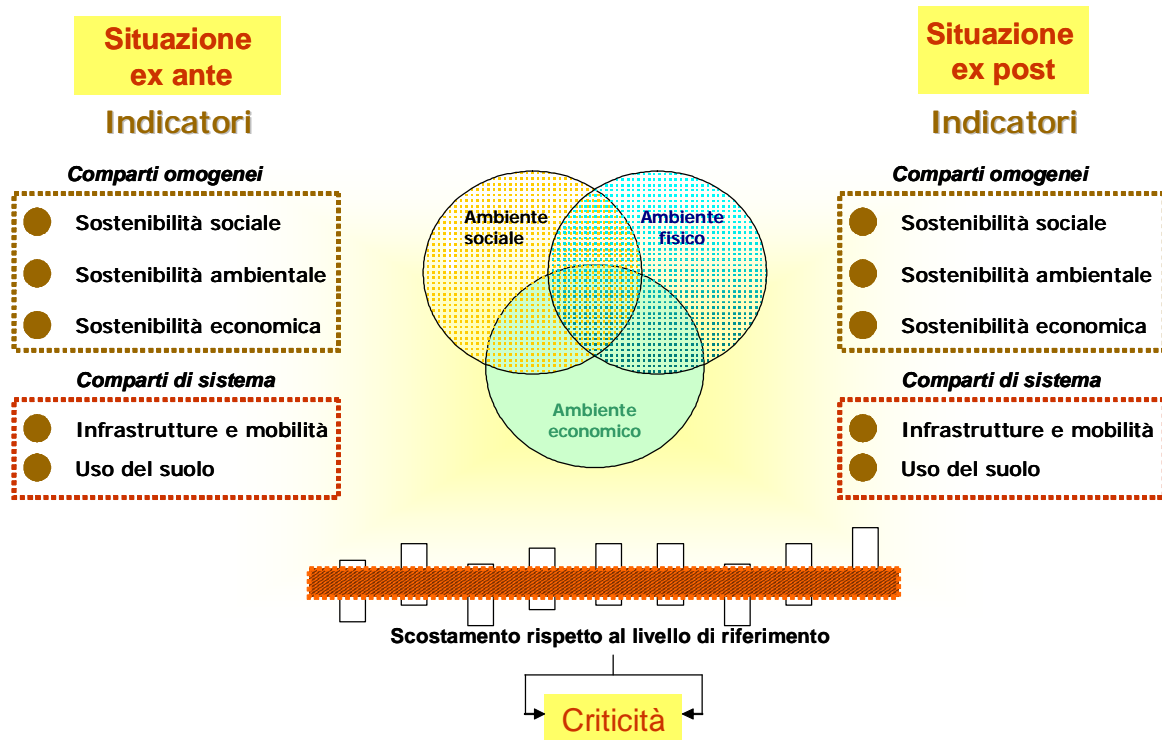 Situazione
ex ante
Indicatori
Comparti omogenei
Sostenibilità sociale
Sostenibilità ambientale
Sostenibilità economica
Comparti di sistema
Infrastrutture e mobilità
Uso del suolo
Ambiente
sociale
Ambiente
fisico
Ambiente
economico
Situazione
ex post
Indicatori
Comparti omogenei
Sostenibilità sociale
Sostenibilità ambientale
Sostenibilità economica
Comparti di sistema
Infrastrutture e mobilità
Uso del suolo
Scostamento rispetto al livello di riferimento
Criticità